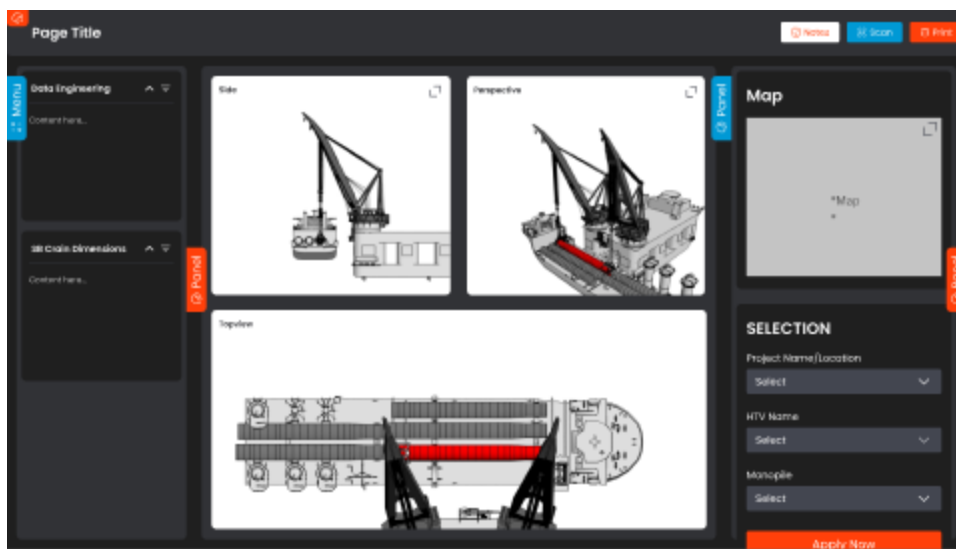 Page Title
Notes
Scan
Print
Menu
Data Engineering
Content here...
SB Crain Dimensions
Content here...
Panel
Side
Perspective
Topview
Panel
Map
*Map
*
Panel
SELECTION
Project Name/Location
Select
HTV Name
Select
Monopile
Select
Apply Now